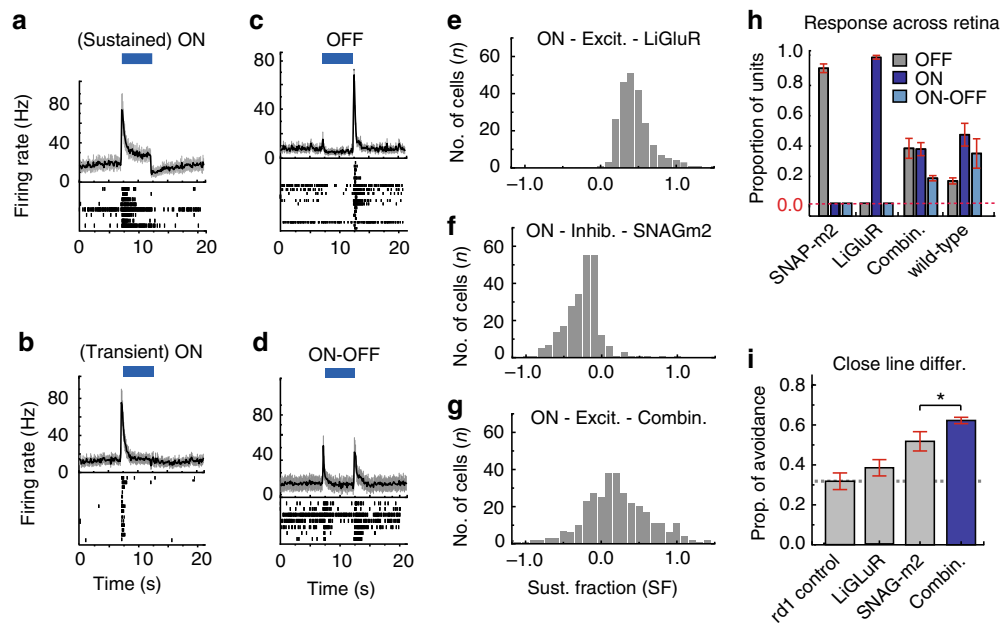 a
(Sustained) ON
Firing rate (Hz)
80
40
0
0
10
20
b
(Transient) ON
Firing rate (Hz)
80
40
0
0
10
20
Time (s)
c
OFF
80
40
0
0
10
20
d
ON-OFF
80
40
0
0
10
20
Time (s)
e
ON - Excit. - LiGluR
No. of cells (n)
60
40
20
0
−1.0
0.0
1.0
f
ON - Inhib. - SNAGm2
No. of cells (n)
60
40
20
0
−1.0
0.0
1.0
g
ON - Excit. - Combin.
No. of cells (n)
60
40
20
0
−1.0
0.0
1.0
Sust. fraction (SF)
h
Response across retina
Proportion of units
1.0
0.8
0.6
0.4
0.2
0.0
OFF
ON
ON-OFF
SNAP-m2
LiGluR
Combin.
wild-type
i
Close line differ.
Prop. of avoidance
0.8
0.6
0.4
0.2
0.0
*
rd1 control
LiGLuR
SNAG-m2
Combin.